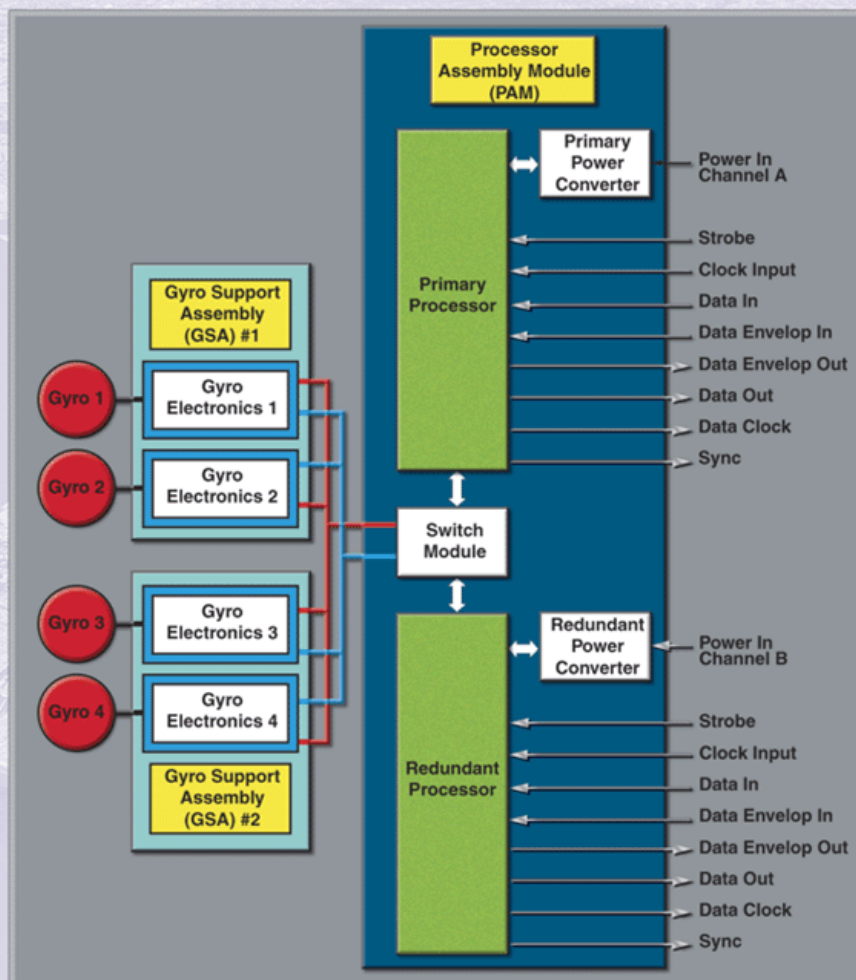 Processor
Assembly Module
(PAM)
Primary
Power
Converter
Power In
Channel A
Primary
Processor
Strobe
Clock Input
Data In
Data Envelop In
Data Envelop Out
Data Out
Data Clock
Sync
Gyro Support
Assembly
(GSA) #1
Gyro 1
Gyro
Electronics 1
Gyro 2
Gyro
Electronics 2
Switch
Module
Gyro 3
Gyro
Electronics 3
Gyro 4
Gyro
Electronics 4
Gyro Support
Assembly
(GSA) #2
Redundant
Power
Converter
Power In
Channel B
Redundant
Processor
Strobe
Clock Input
Data In
Data Envelop In
Data Envelop Out
Data Out
Data Clock
Sync